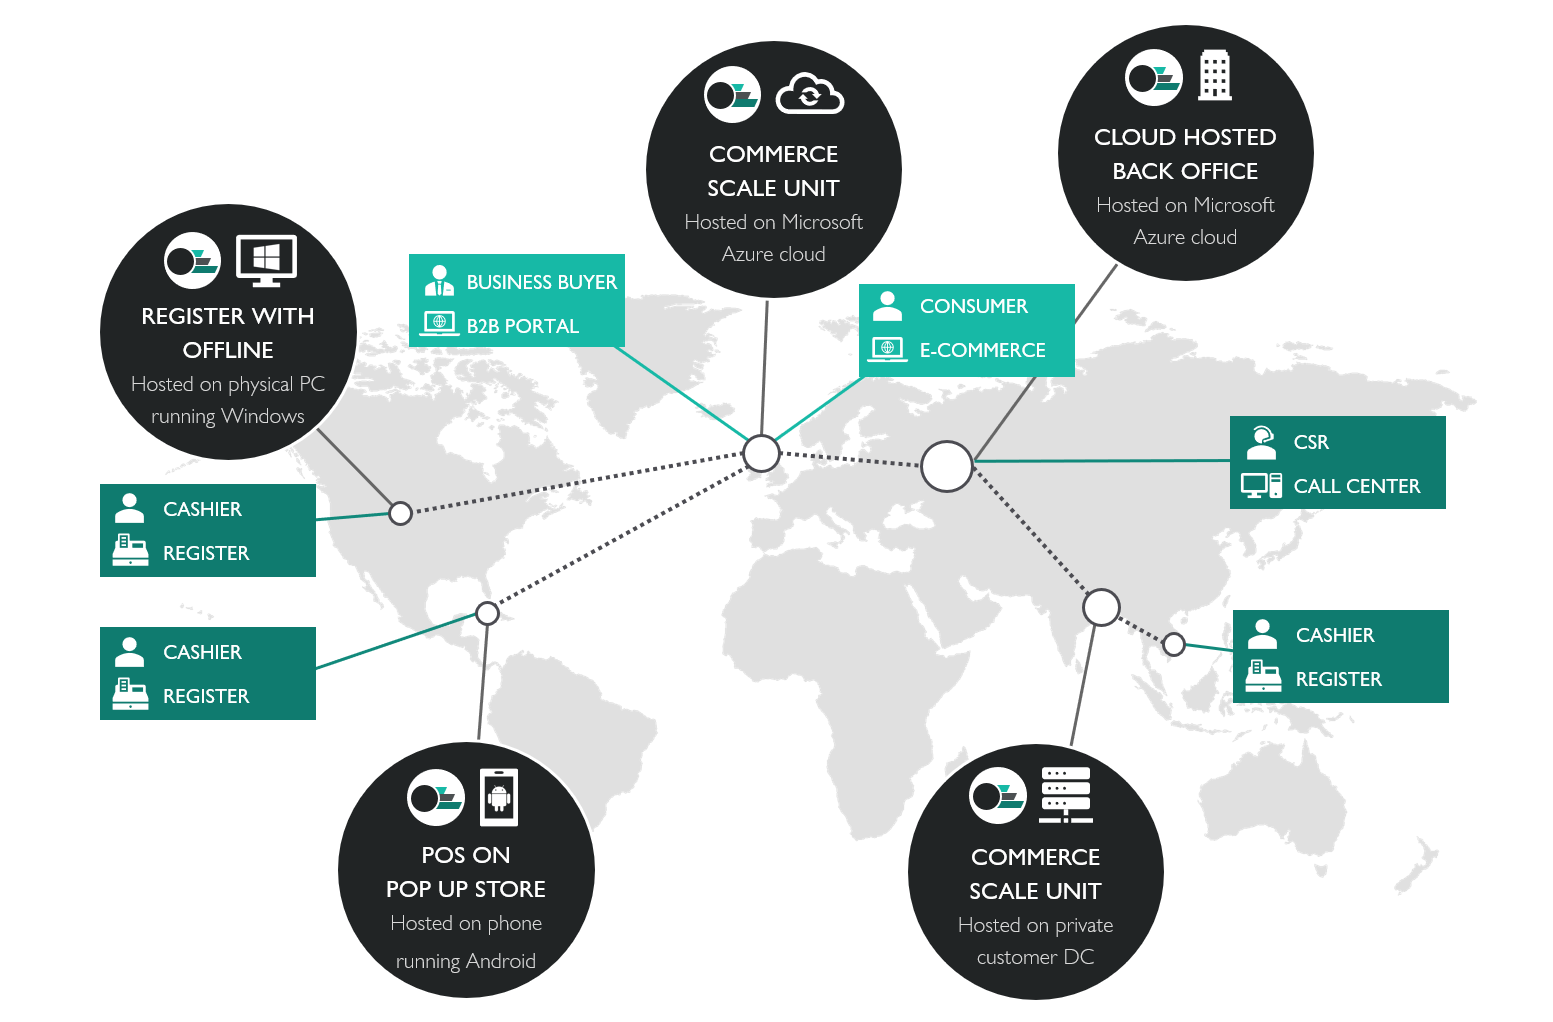 CLOUD HOSTED
BACK OFFICE
Hosted on Microsoft
Azure cloud
COMMERCE
SCALE UNIT
Hosted on Microsoft
Azure cloud
REGISTER WITH
OFFLINE
Hosted on physical PC
running Windows
BUSINESS BUYER
B2B PORTAL
CONSUMER
E-COMMERCE
CSR
CALL CENTER
CASHIER
REGISTER
CASHIER
REGISTER
CASHIER
REGISTER
POS ON
POP UP STORE
Hosted on phone
running Android
COMMERCE
SCALE UNIT
Hosted on private
customer DC